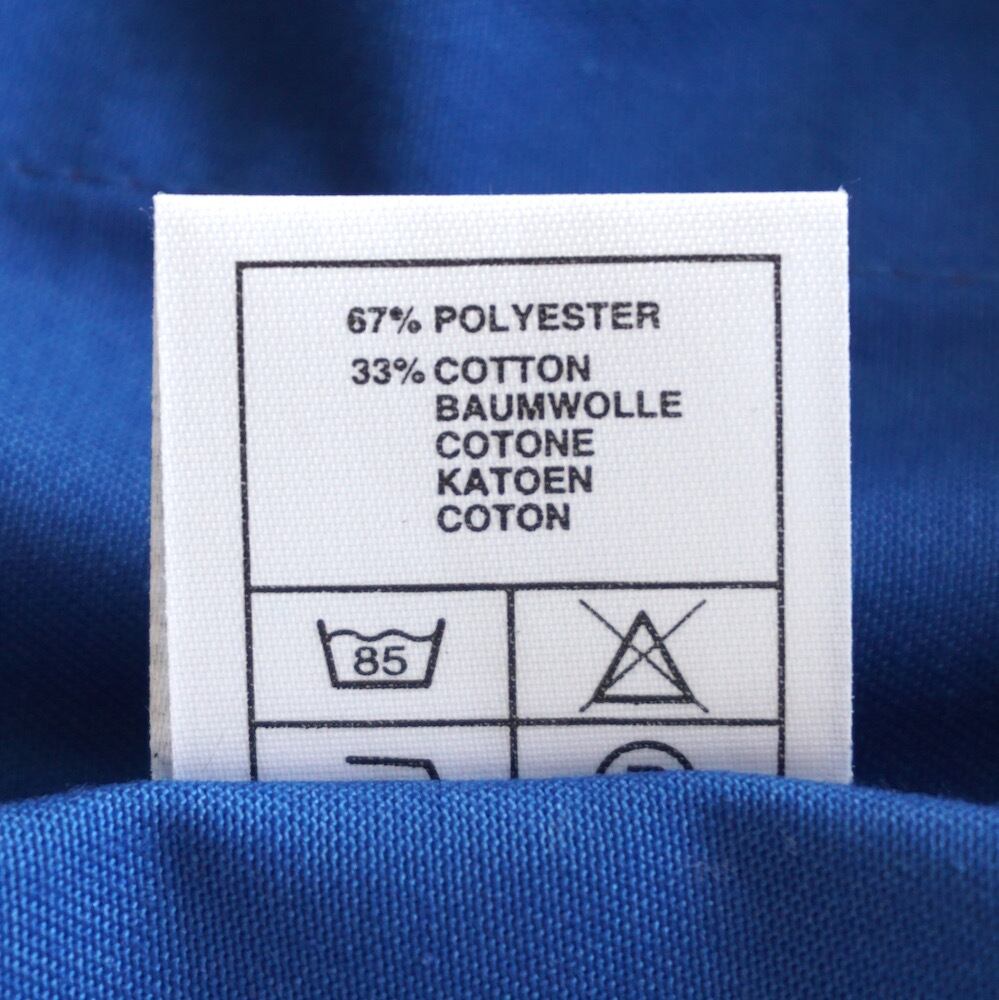 67% POLYESTER
33% COTTON
BAUMWOLLE
COTONE
KATOEN
COTON
85